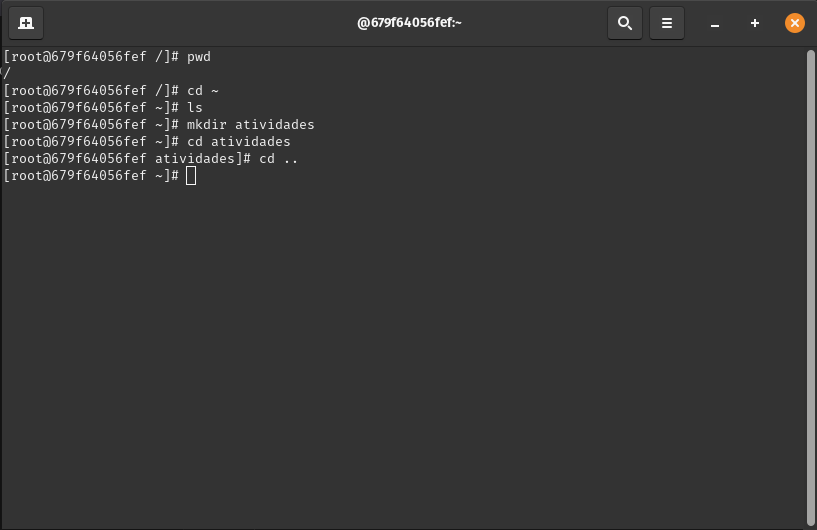 @679f64056fef:~
[root@679f64056fef /]# pwd
/
[root@679f64056fef /]# cd ~
[root@679f64056fef ~]# ls
[root@679f64056fef ~]# mkdir atividades
[root@679f64056fef ~]# cd atividades
[root@679f64056fef atividades]# cd ..
[root@679f64056fef ~]#